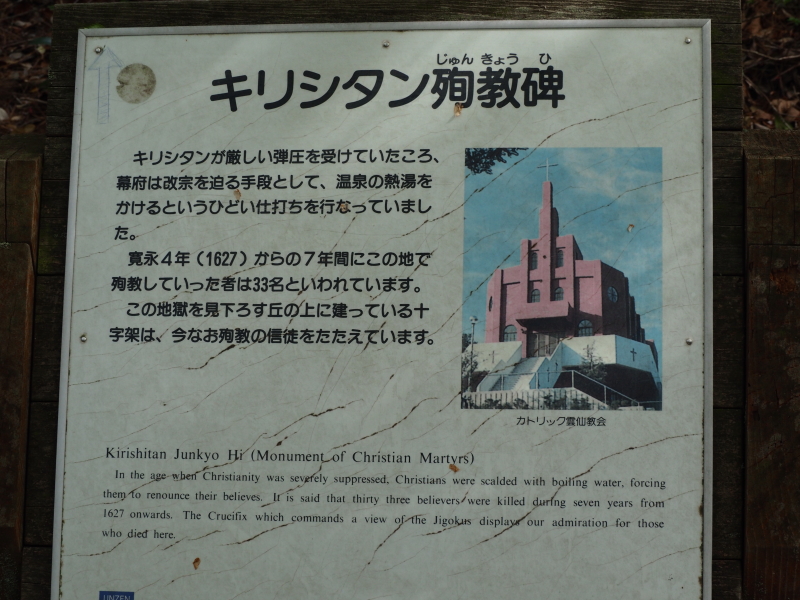 じゅん きょう ひ
キリシタン殉教碑
キリシタンが厳しい弾圧を受けていたころ、
幕府は改宗を迫る手段として、温泉の熱湯を
かけるというひどい仕打ちを行なっていまし
た。
寛永4年（1627）からの7年間にこの地で
殉教していった者は33名といわれています。
この地獄を見下ろす丘の上に建っている十
字架は、今なお殉教の信徒をたたえています。
カトリック雲仙教会
Kirishitan Junkyo Hi (Monument of Christian Martyrs)
In the age when Christianity was severely suppressed, Christians were scalded with boiling water, forcing
them to renounce their believes. It is said that thirty three believers were killed during seven years from
1627 onwards. The Crucifix which commands a view of the Jigokus displays our admiration for those
who died here.
UNZEN